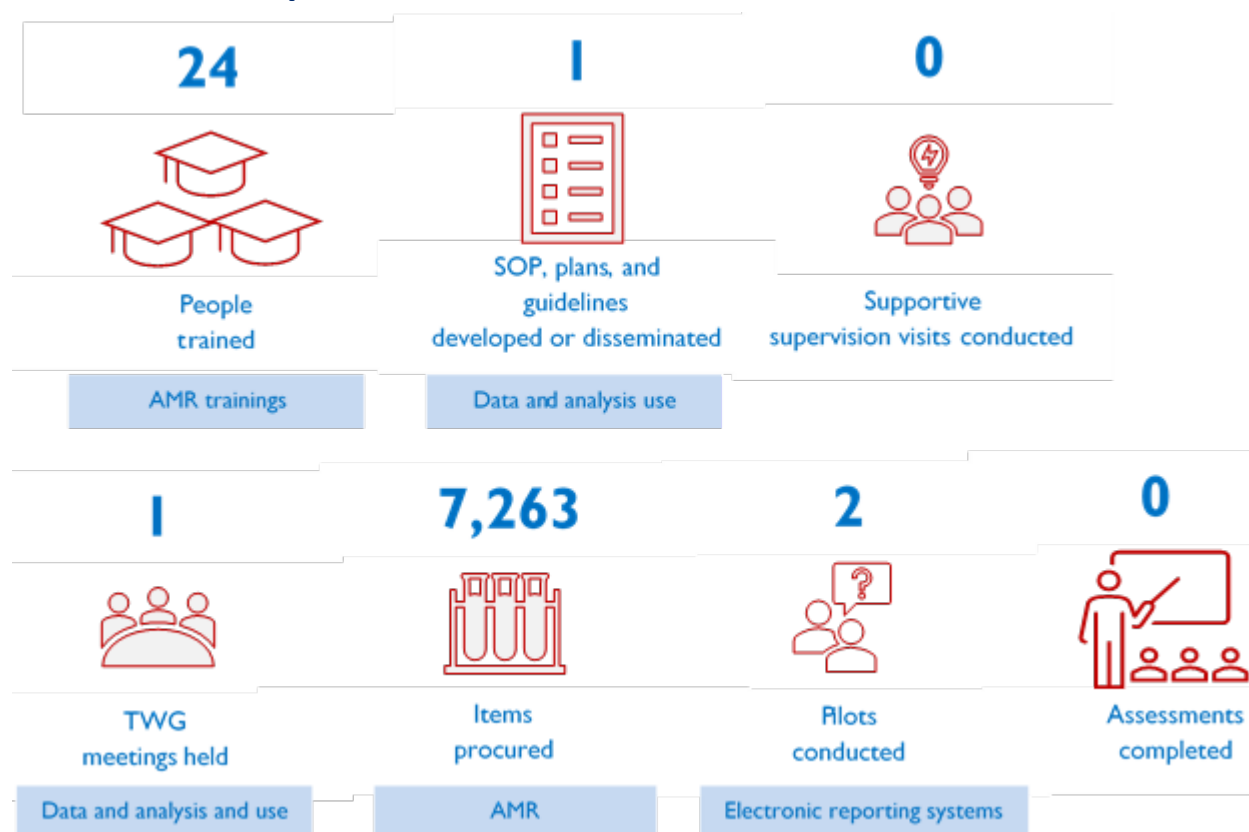 24
1
0
People
trained
SOP, plans, and
guidelines
developed or disseminated
Supportive
supervision visits conducted
AMR trainings
Data and analysis use
1
7,263
2
0
?
TWG
meetings held
Items
procured
Pilots
conducted
Assessments
completed
Data and analysis and use
AMR
Electronic reporting systems